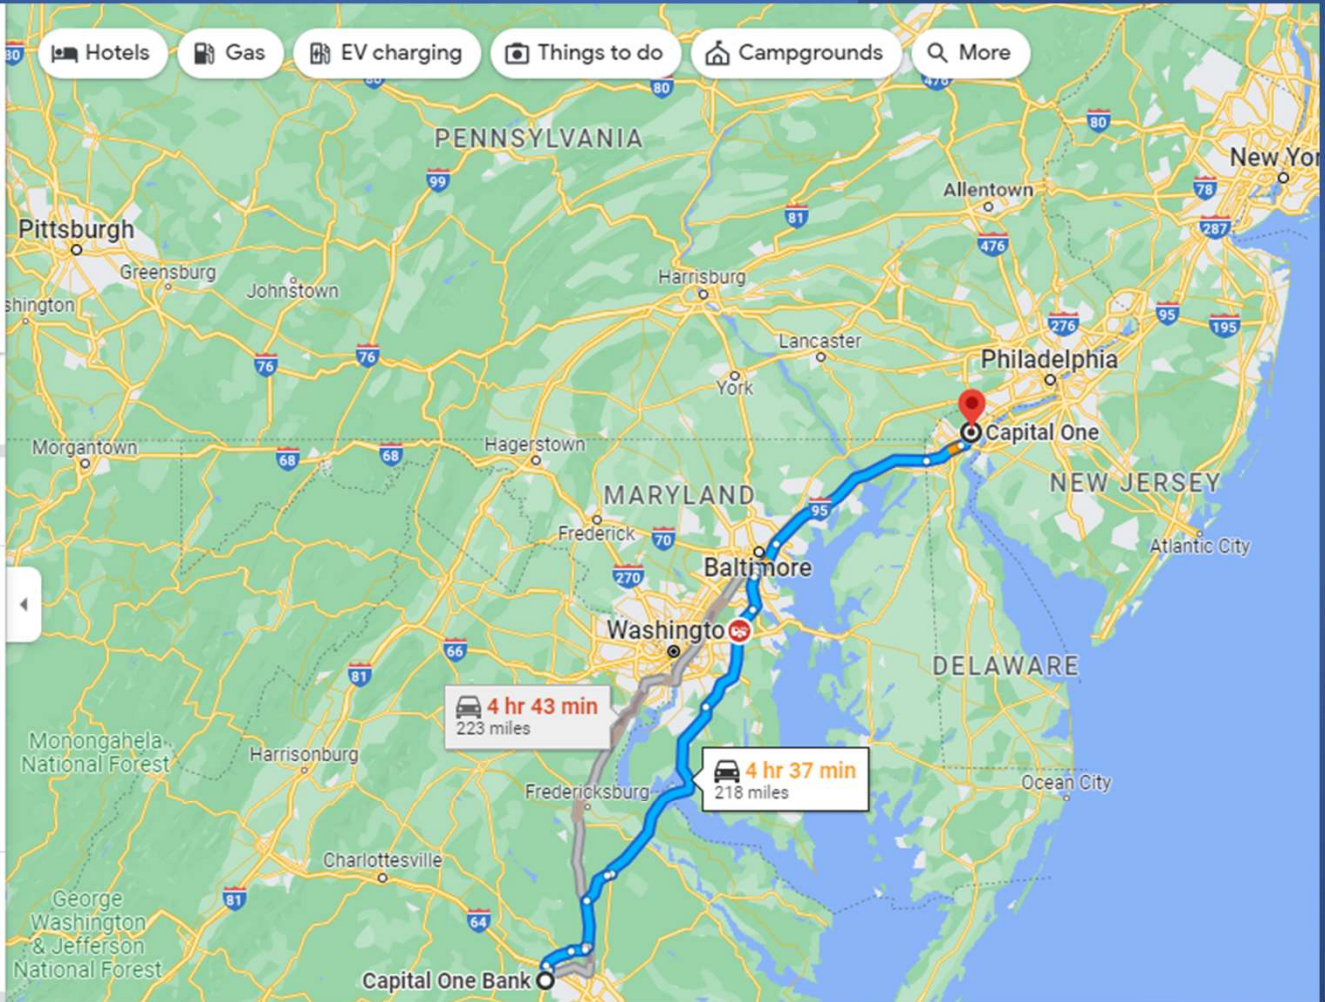 Hotels
Gas
EV charging
Things to do
Campgrounds
More
80
80
80
476
80
PENNSYLVANIA
New Yor
99
Allentown
78
81
Pittsburgh
287
476
Greensburg
Harrisburg
Johnstown
shington
95
276
195
Lancaster
76
76
Philadelphia
York
Capital One
Morgantown
Hagerstown
68
68
NEW JERSEY
MARYLAND
95
Frederick
70
Atlantic City
Baltimore
270
Washingto
66
DELAWARE
81
4 hr 43 min
223 miles
Monongahela
National Forest
Harrisonburg
4 hr 37 min
218 miles
Ocean City
Fredericksburg
Charlottesville
81
George
Washington
& Jefferson
National Forest
64
Capital One Bank